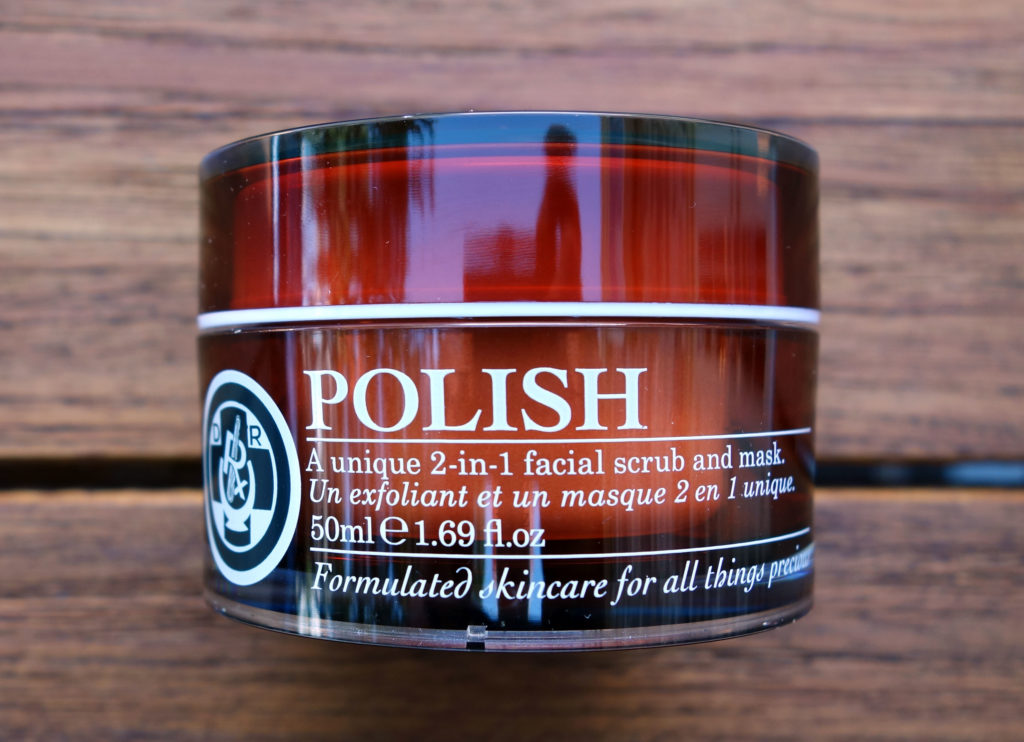 POLISH
A unique 2-in-1 facial scrub and mask.
Un exfoliant et un masque 2 en 1 unique.
50ml ℮ 1.69 fl.oz
Formulated skincare for all things precious
D R